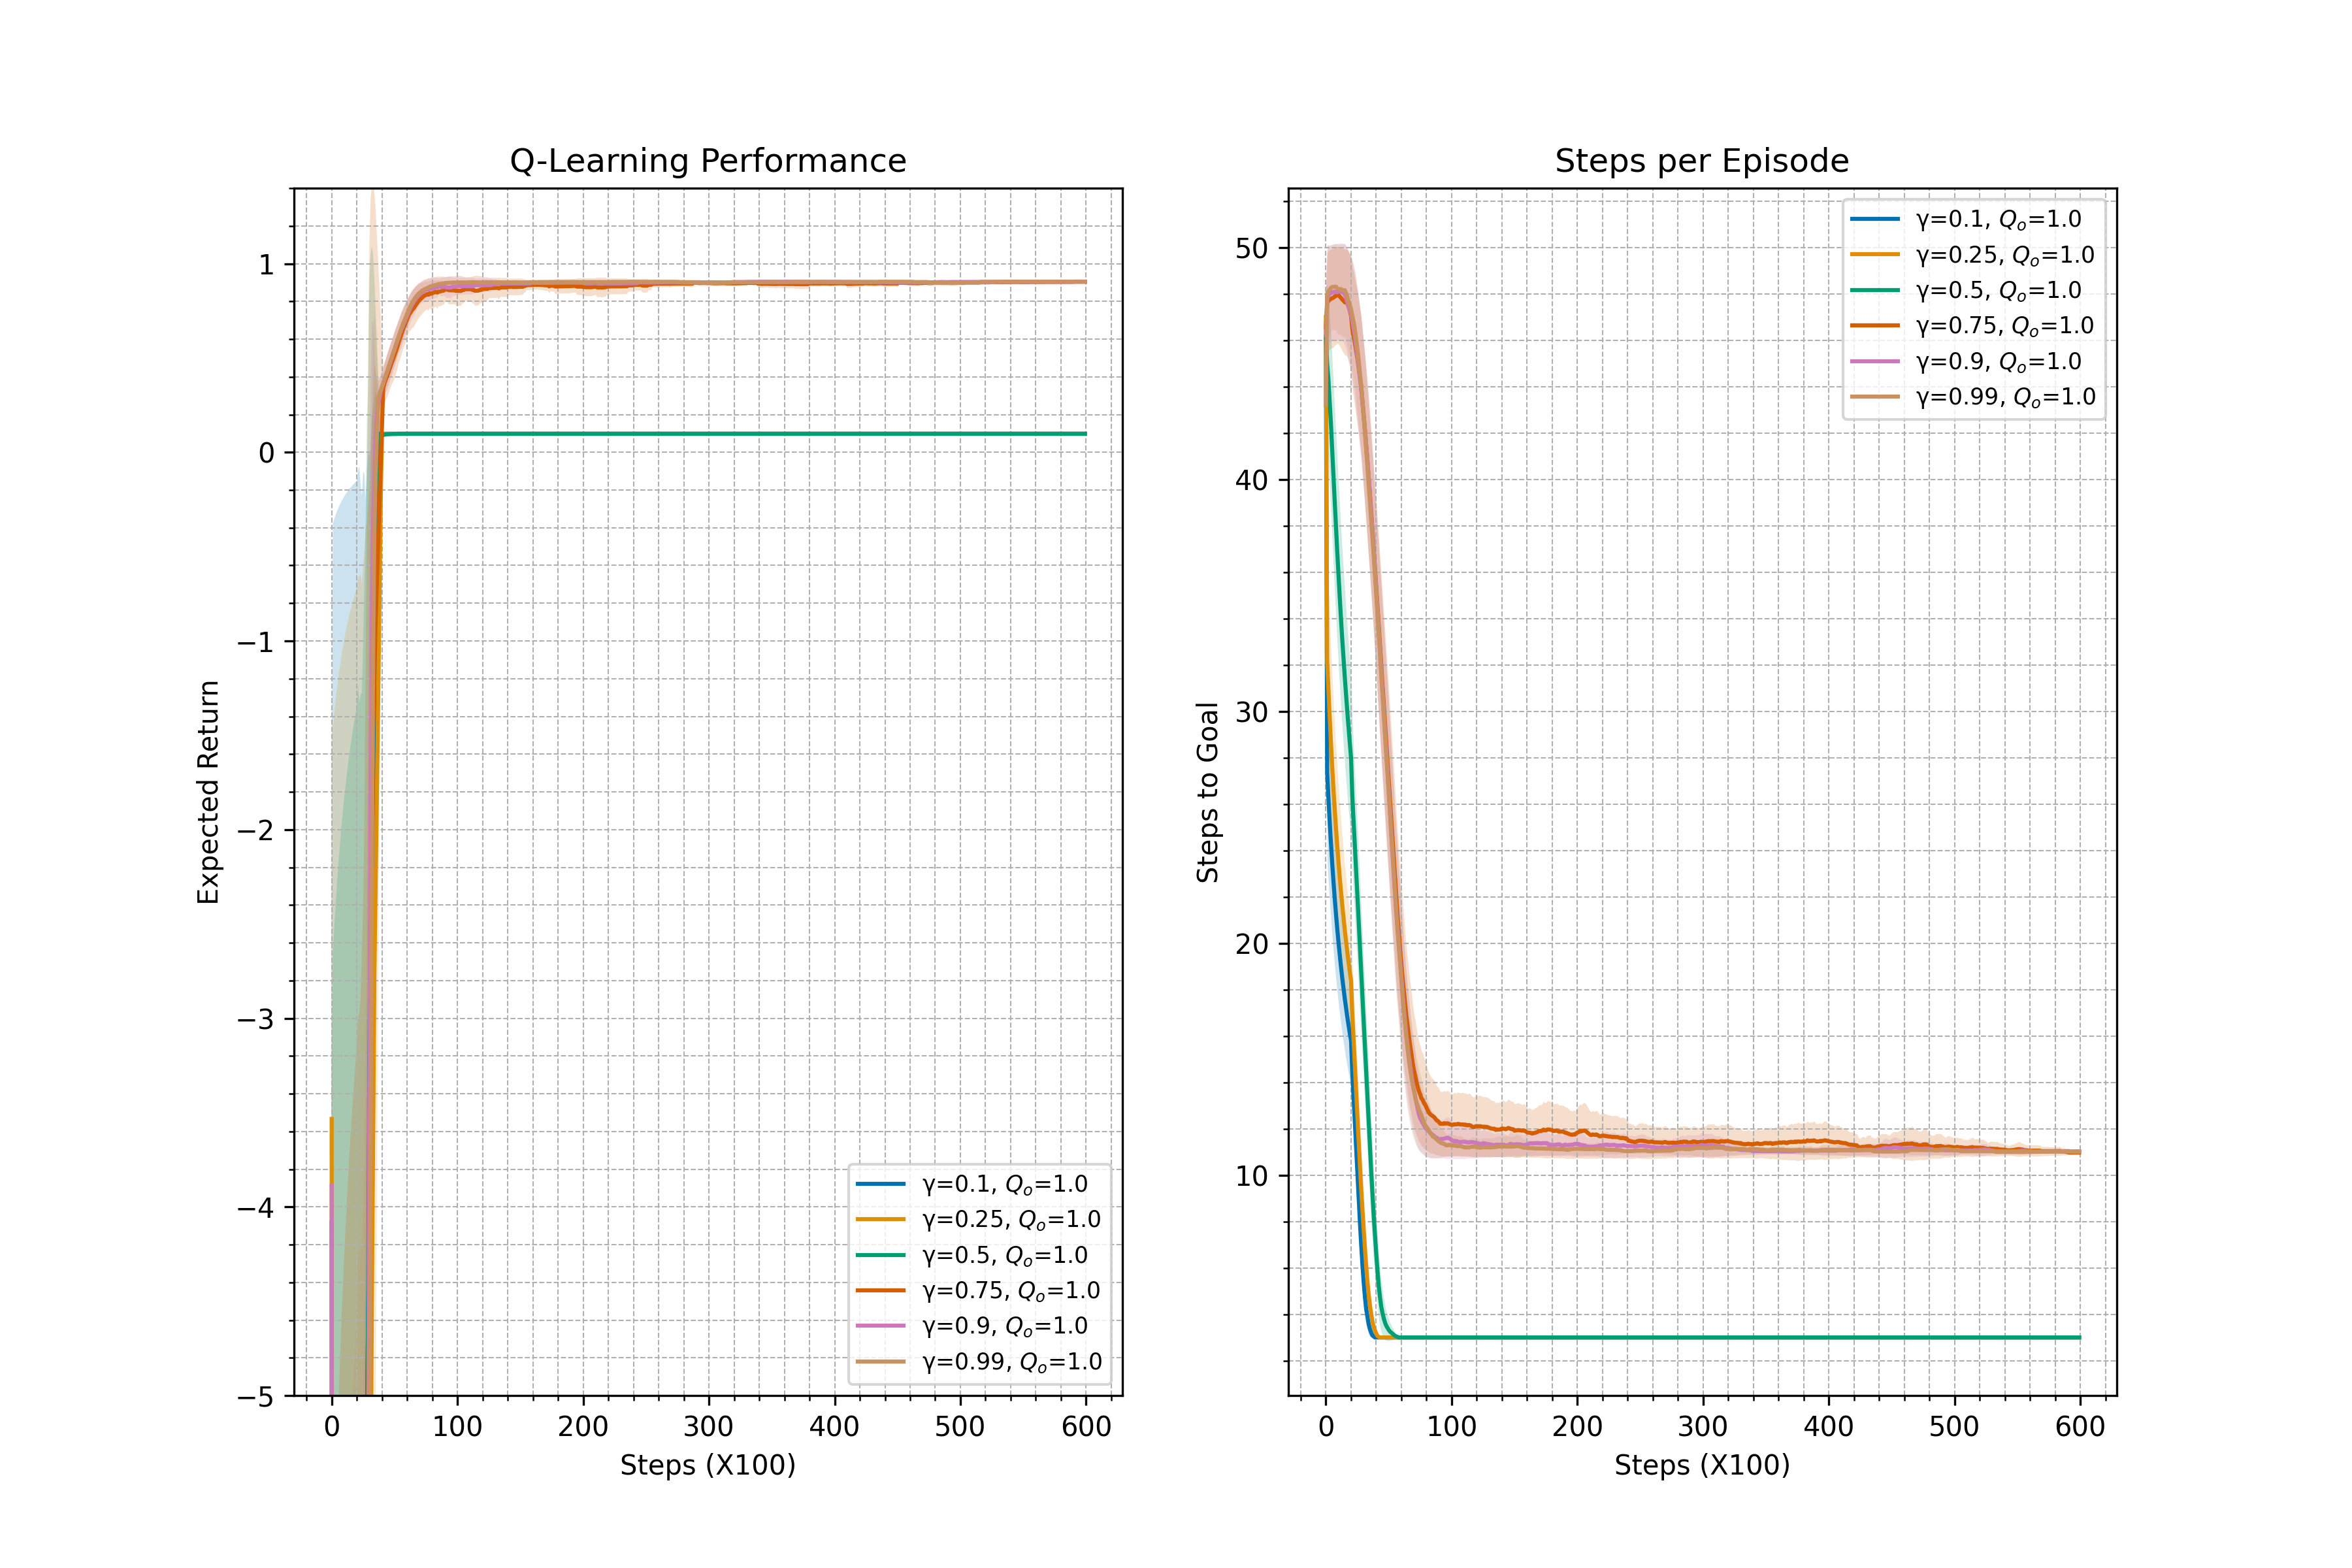 Q-Learning Performance
Expected Return
1
0
−1
−2
−3
−4
−5
0 100 200 300 400 500 600
Steps (X100)
γ=0.1, Qₒ=1.0
γ=0.25, Qₒ=1.0
γ=0.5, Qₒ=1.0
γ=0.75, Qₒ=1.0
γ=0.9, Qₒ=1.0
γ=0.99, Qₒ=1.0
Steps per Episode
Steps to Goal
50
40
30
20
10
0 100 200 300 400 500 600
Steps (X100)
γ=0.1, Qₒ=1.0
γ=0.25, Qₒ=1.0
γ=0.5, Qₒ=1.0
γ=0.75, Qₒ=1.0
γ=0.9, Qₒ=1.0
γ=0.99, Qₒ=1.0